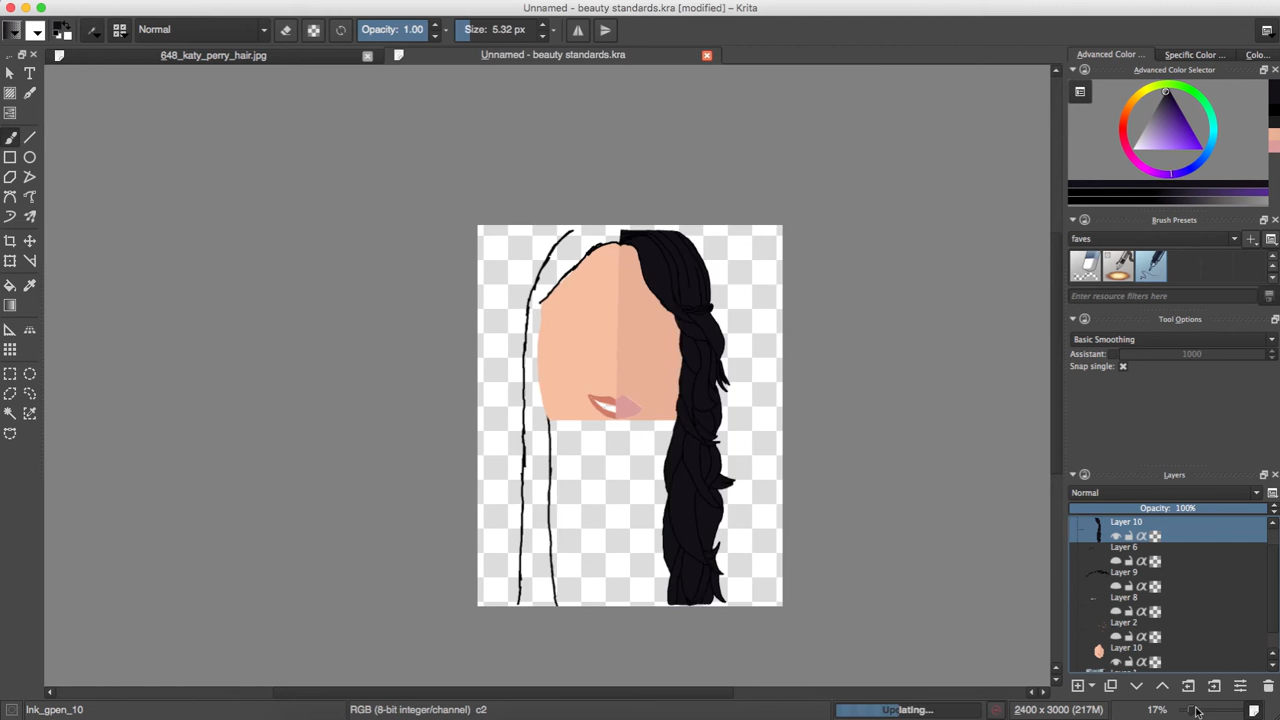 Unnamed - beauty standards.kra [modified] - Krita
Normal
Opacity: 1.00
Size: 5.32 px
648_katy_perry_hair.jpg
Unnamed - beauty standards.kra
Advanced Color ...
Specific Color ...
Colo...
Advanced Color Selector
Brush Presets
faves
Enter resource filters here
Tool Options
Basic Smoothing
Assistant:
1000
Snap single:
Layers
Normal
Opacity: 100%
Layer 10
Layer 6
Layer 9
Layer 8
Layer 2
Layer 10
Ink_gpen_10
RGB (8-bit integer/channel) c2
Updating...
2400 x 3000 (217M)
17%